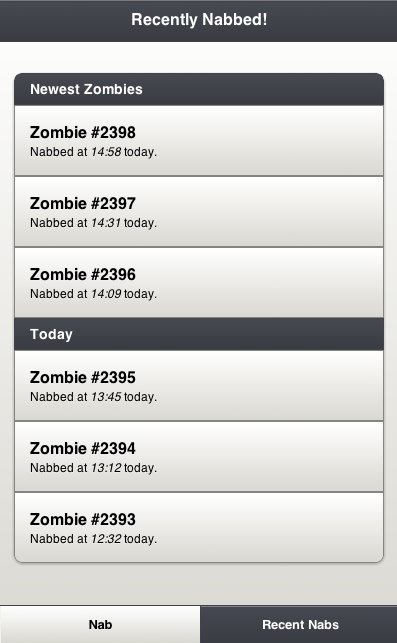 Recently Nabbed!
Newest Zombies
Zombie #2398
Nabbed at 14:58 today.
Zombie #2397
Nabbed at 14:31 today.
Zombie #2396
Nabbed at 14:09 today.
Today
Zombie #2395
Nabbed at 13:45 today.
Zombie #2394
Nabbed at 13:12 today.
Zombie #2393
Nabbed at 12:32 today.
Nab
Recent Nabs